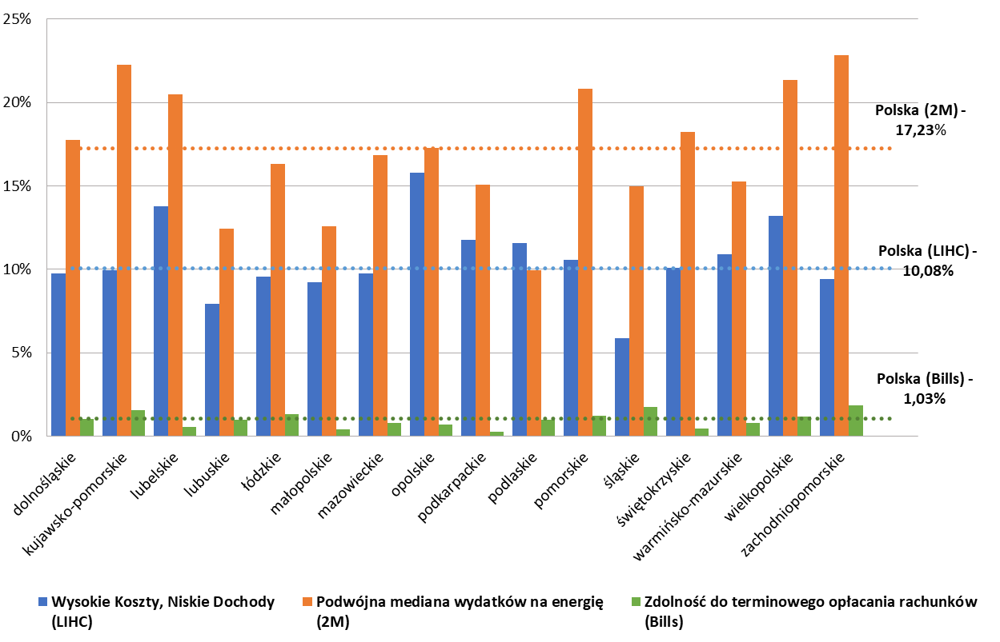 25%
20%
15%
10%
5%
0%
Polska (2M) -
17,23%
Polska (LIHC) -
10,08%
Polska (Bills) -
1,03%
dolnośląskie
kujawsko-pomorskie
lubelskie
lubuskie
łódzkie
małopolskie
mazowieckie
opolskie
podkarpackie
podlaskie
pomorskie
śląskie
świętokrzyskie
warmińsko-mazurskie
wielkopolskie
zachodniopomorskie
Wysokie Koszty, Niskie Dochody
(LIHC)
Podwójna mediana wydatków na energię
(2M)
Zdolność do terminowego opłacania rachunków
(Bills)